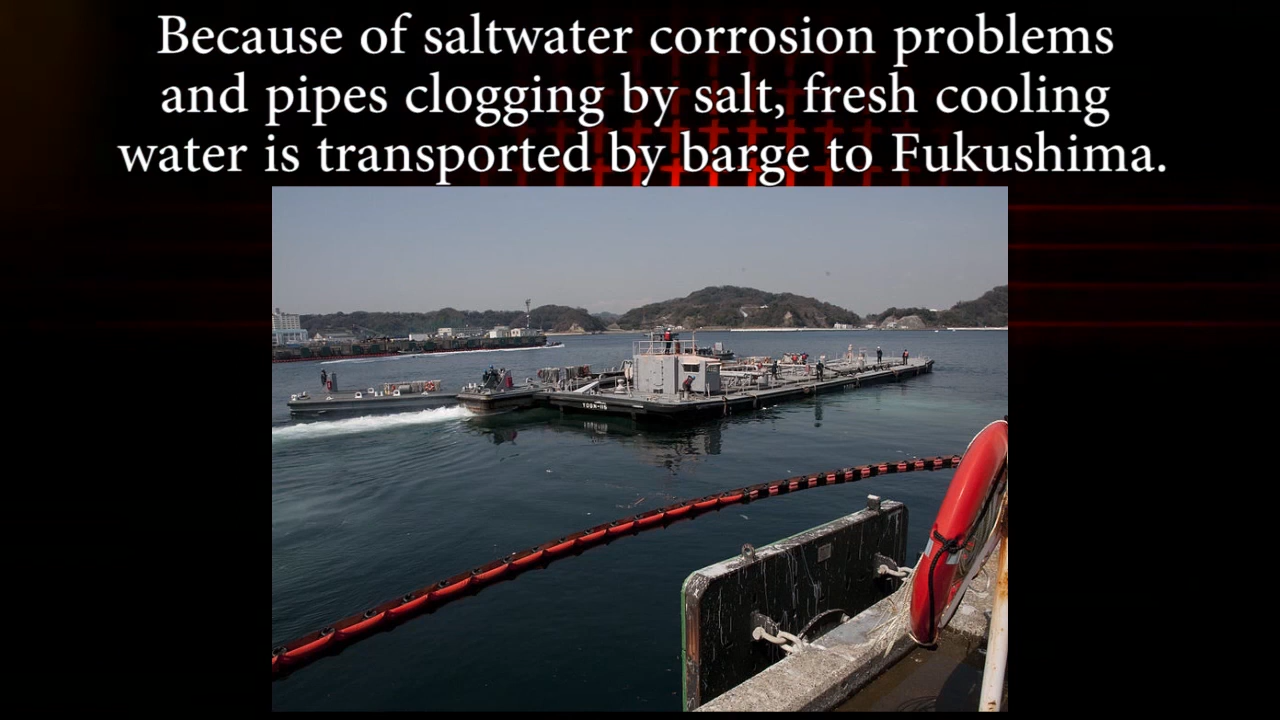 Because of saltwater corrosion problems
and pipes clogging by salt, fresh cooling
water is transported by barge to Fukushima.